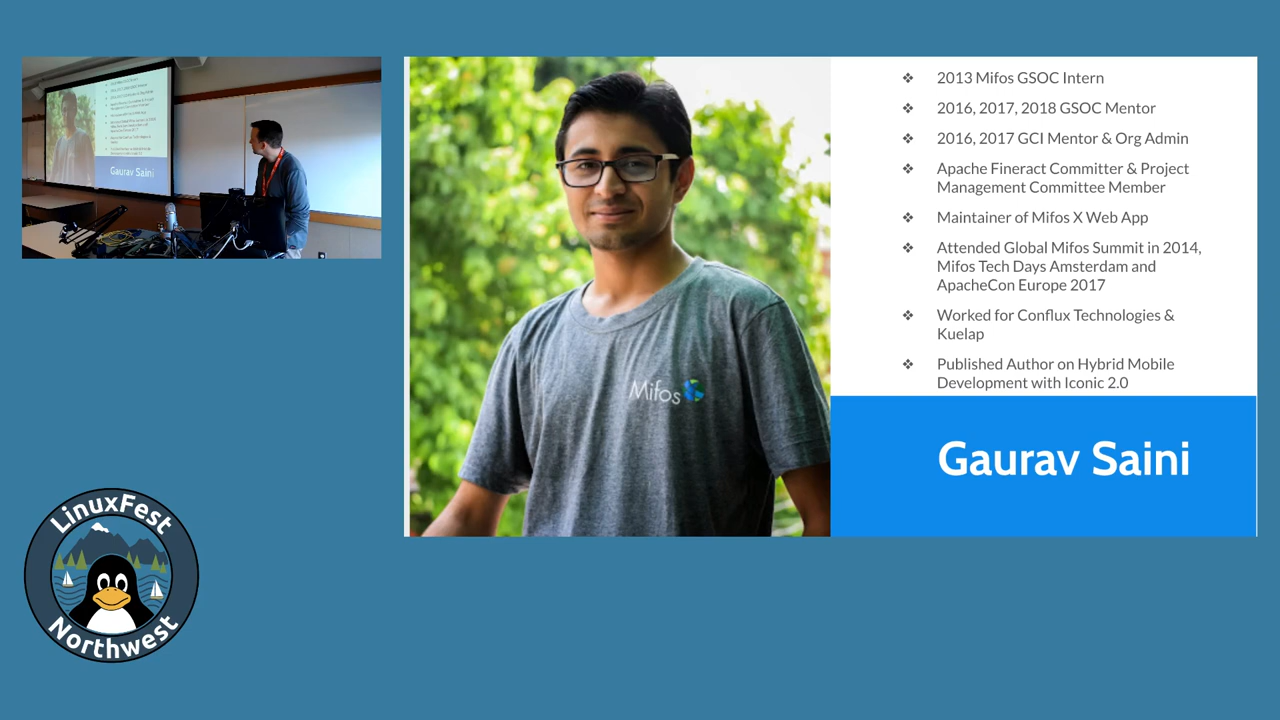 Gaurav Saini
❖ 2013 Mifos GSOC Intern
❖ 2016, 2017, 2018 GSOC Mentor
❖ 2016, 2017 GCI Mentor & Org Admin
❖ Apache Fineract Committer & Project
Management Committee Member
❖ Maintainer of Mifos X Web App
❖ Attended Global Mifos Summit in 2014,
Mifos Tech Days Amsterdam and
ApacheCon Europe 2017
❖ Worked for Conflux Technologies &
Kuelap
❖ Published Author on Hybrid Mobile
Development with Iconic 2.0
Mifos
Gaurav Saini
LinuxFest
Northwest